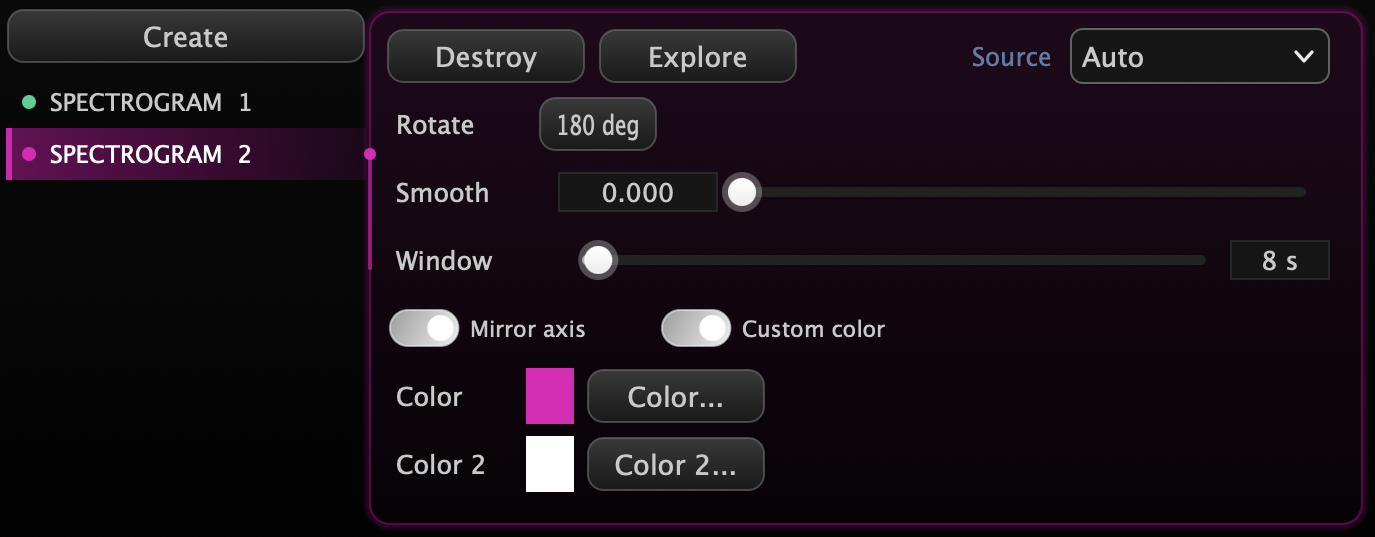 Create
SPECTROGRAM 1
SPECTROGRAM 2
Destroy Explore Source Auto
Rotate 180 deg
Smooth 0.000
Window 8 s
Mirror axis Custom color
Color Color...
Color 2 Color 2...